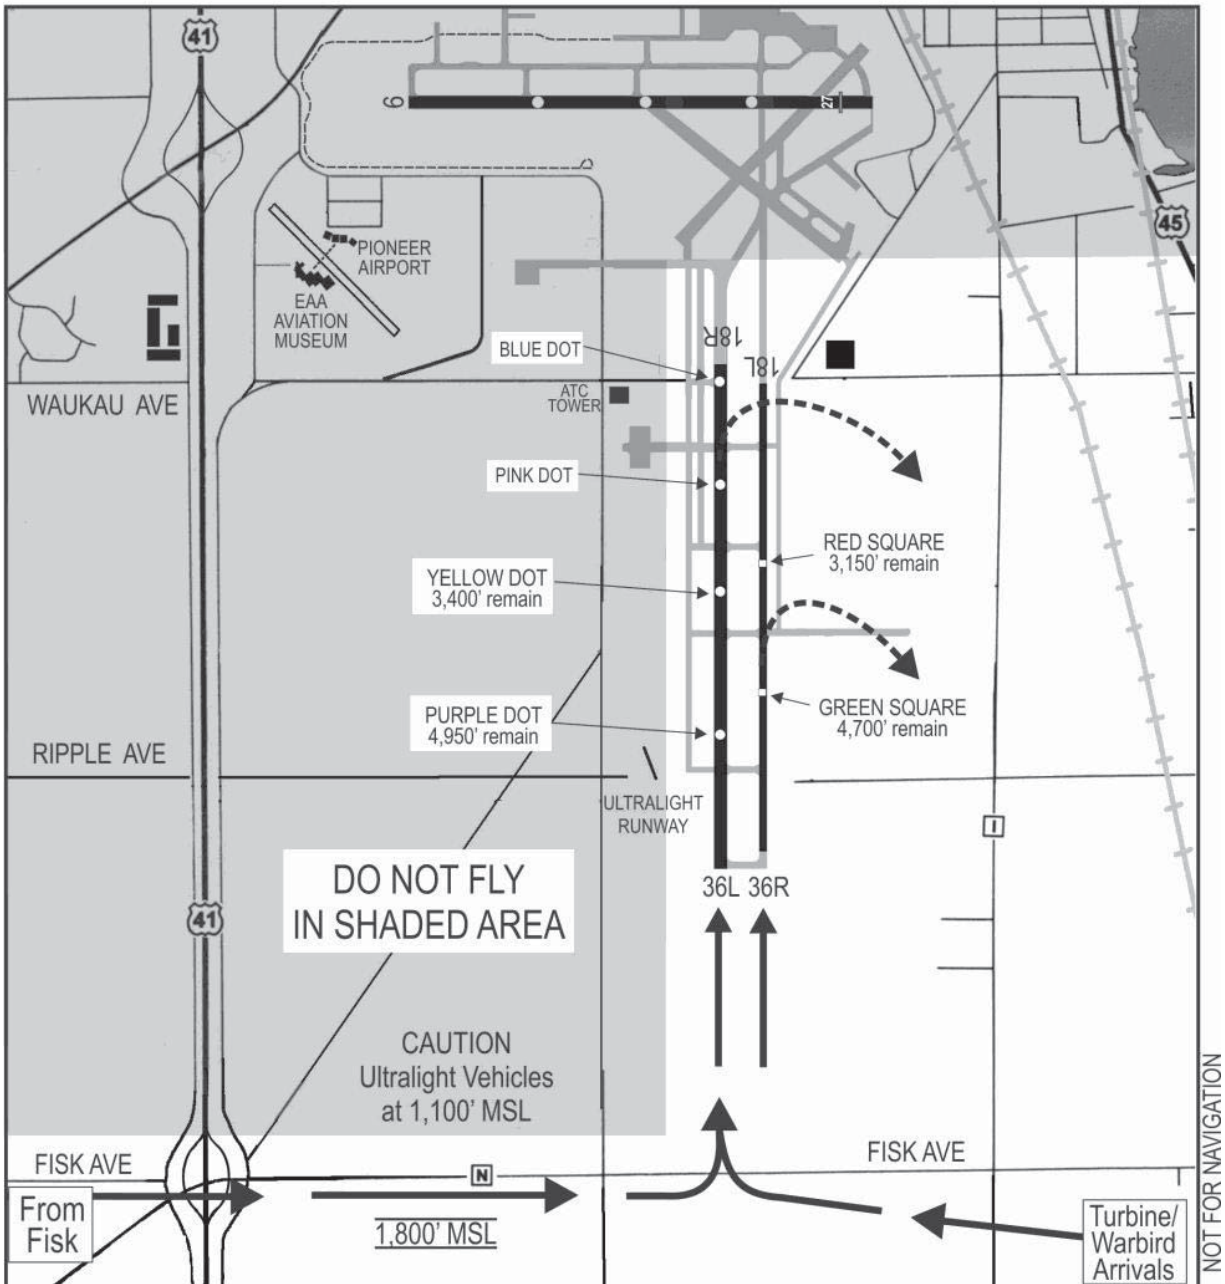 41
9
27
45
PIONEER
AIRPORT
EAA
AVIATION
MUSEUM
18R
18L
BLUE DOT
WAUKAU AVE
ATC
TOWER
PINK DOT
RED SQUARE
3,150' remain
YELLOW DOT
3,400' remain
GREEN SQUARE
4,700' remain
PURPLE DOT
4,950' remain
RIPPLE AVE
ULTRALIGHT
RUNWAY
I
DO NOT FLY
IN SHADED AREA
36L 36R
41
CAUTION
Ultralight Vehicles
at 1,100' MSL
FISK AVE
FISK AVE
N
From
Fisk
1,800' MSL
Turbine/
Warbird
Arrivals
NOT FOR NAVIGATION